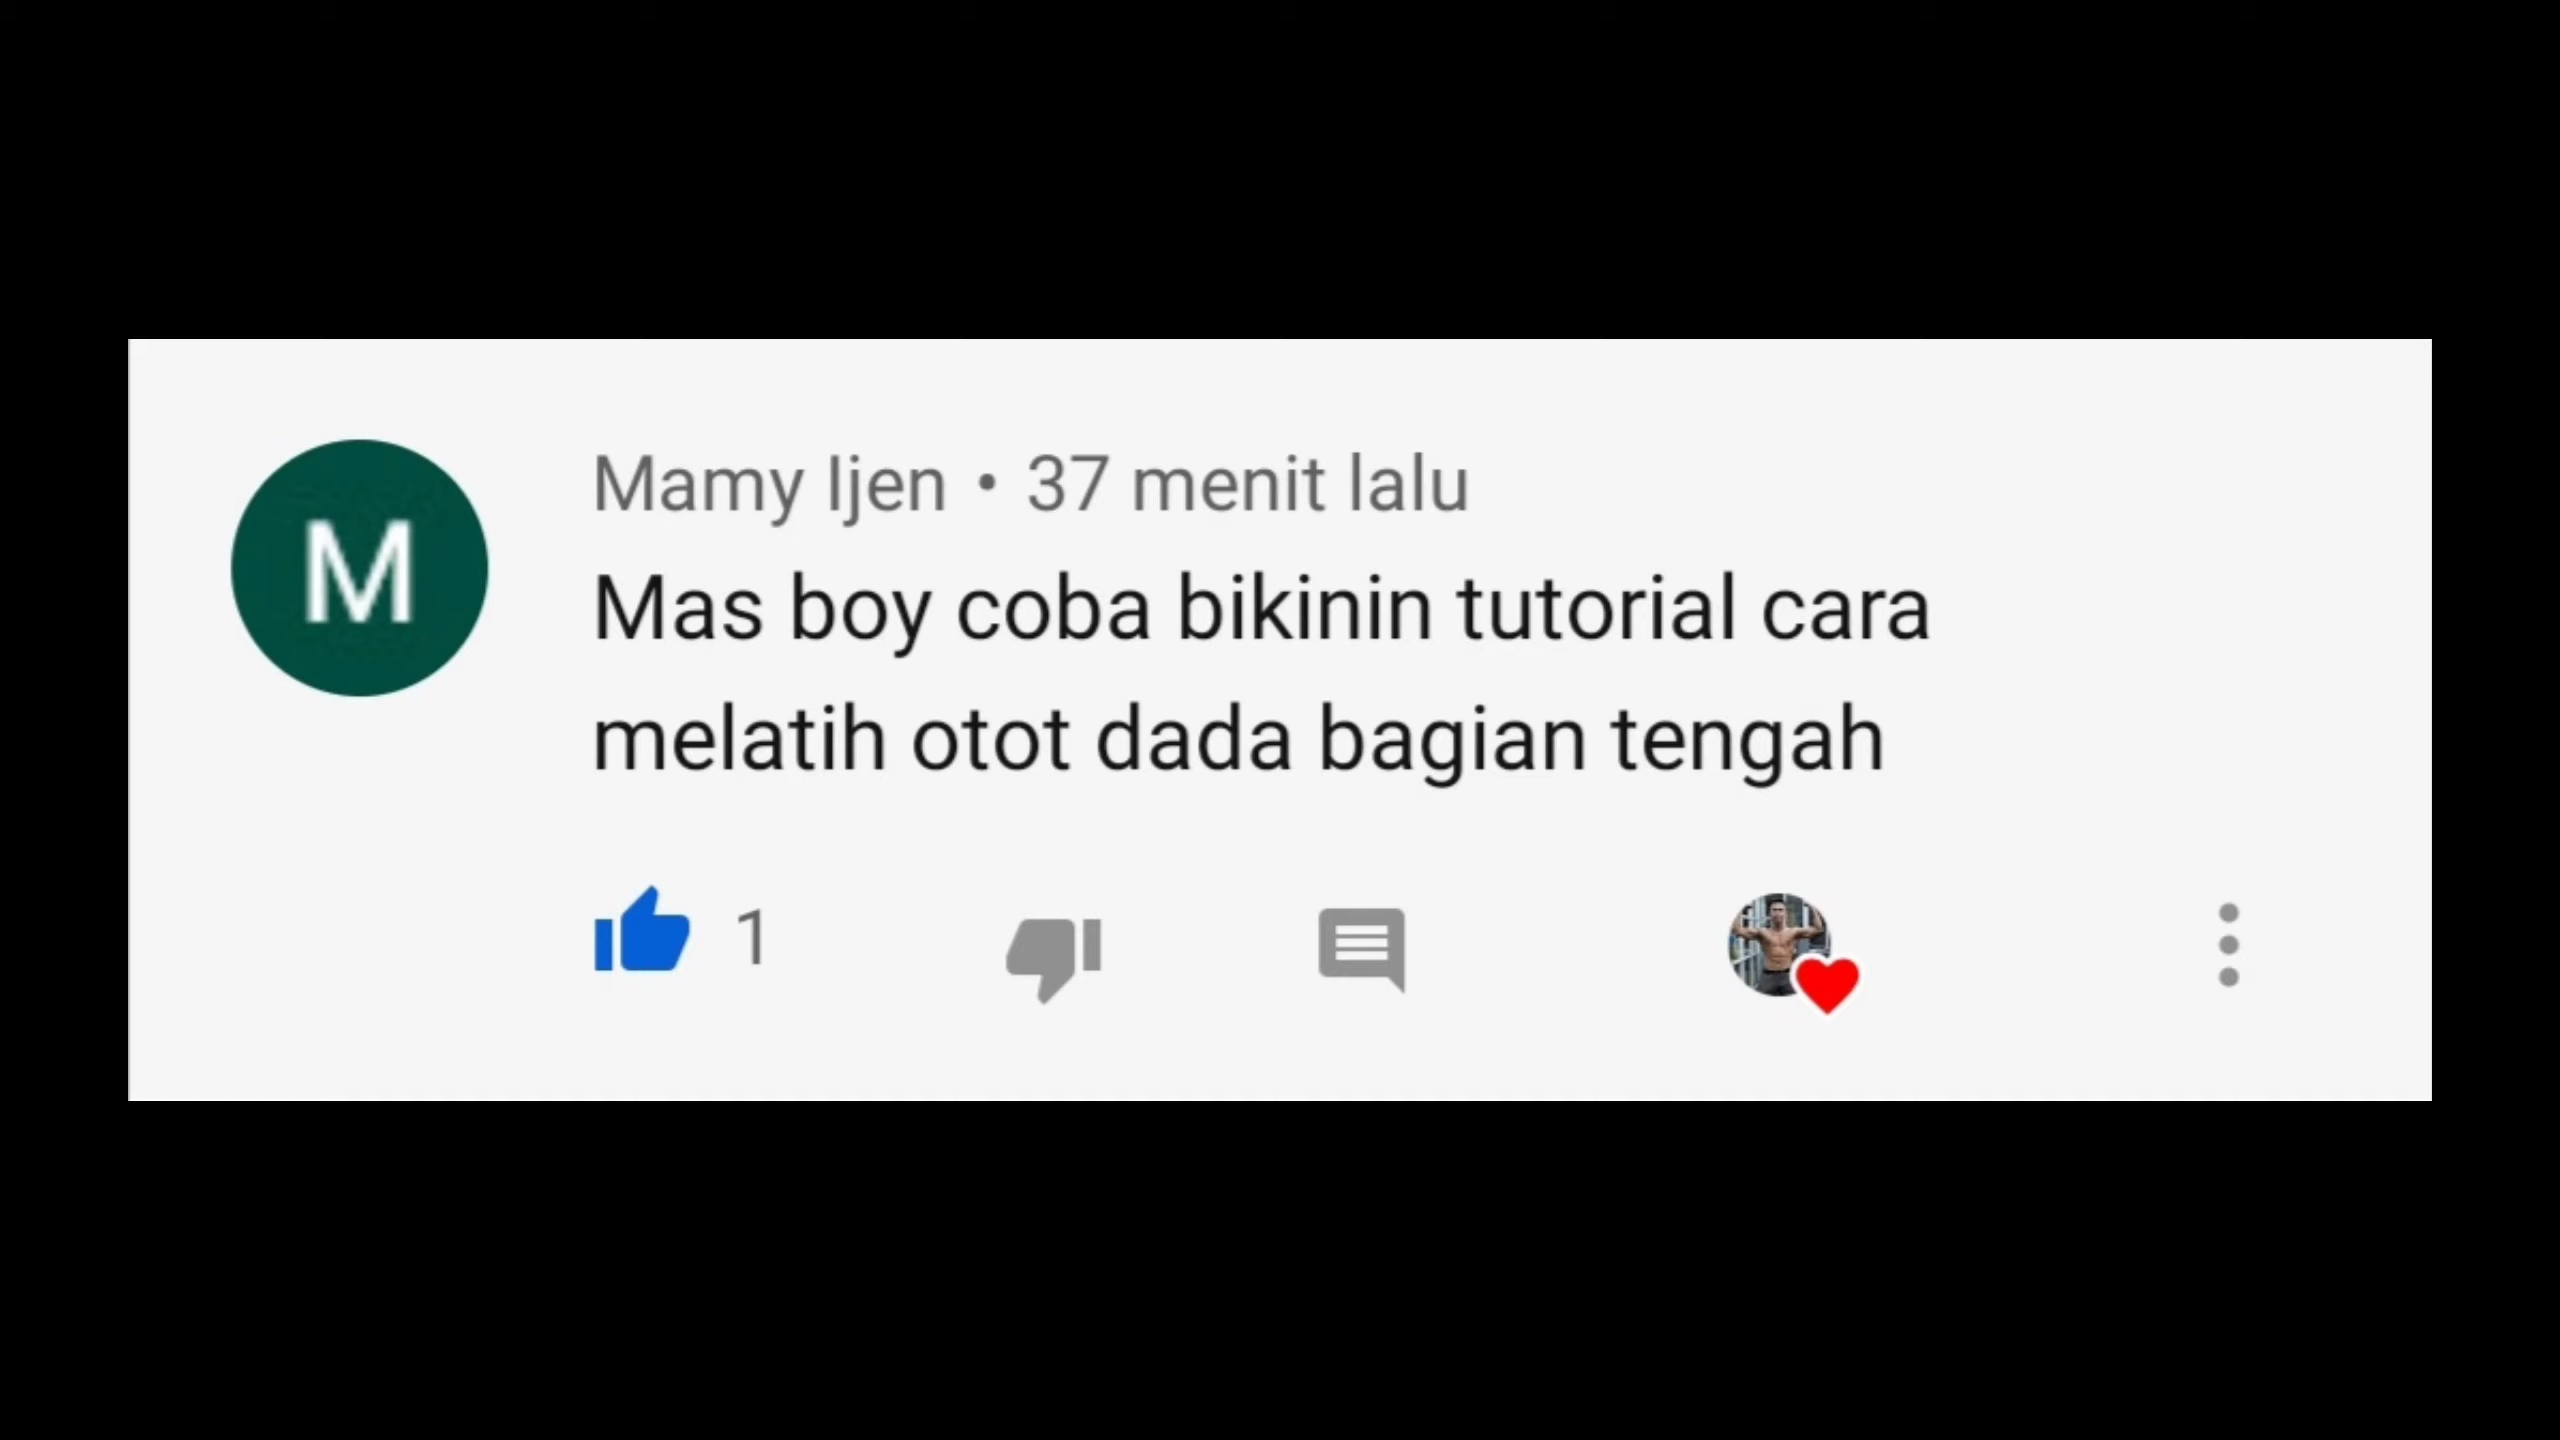 M
Mamy Ijen • 37 menit lalu
Mas boy coba bikinin tutorial cara
melatih otot dada bagian tengah
1